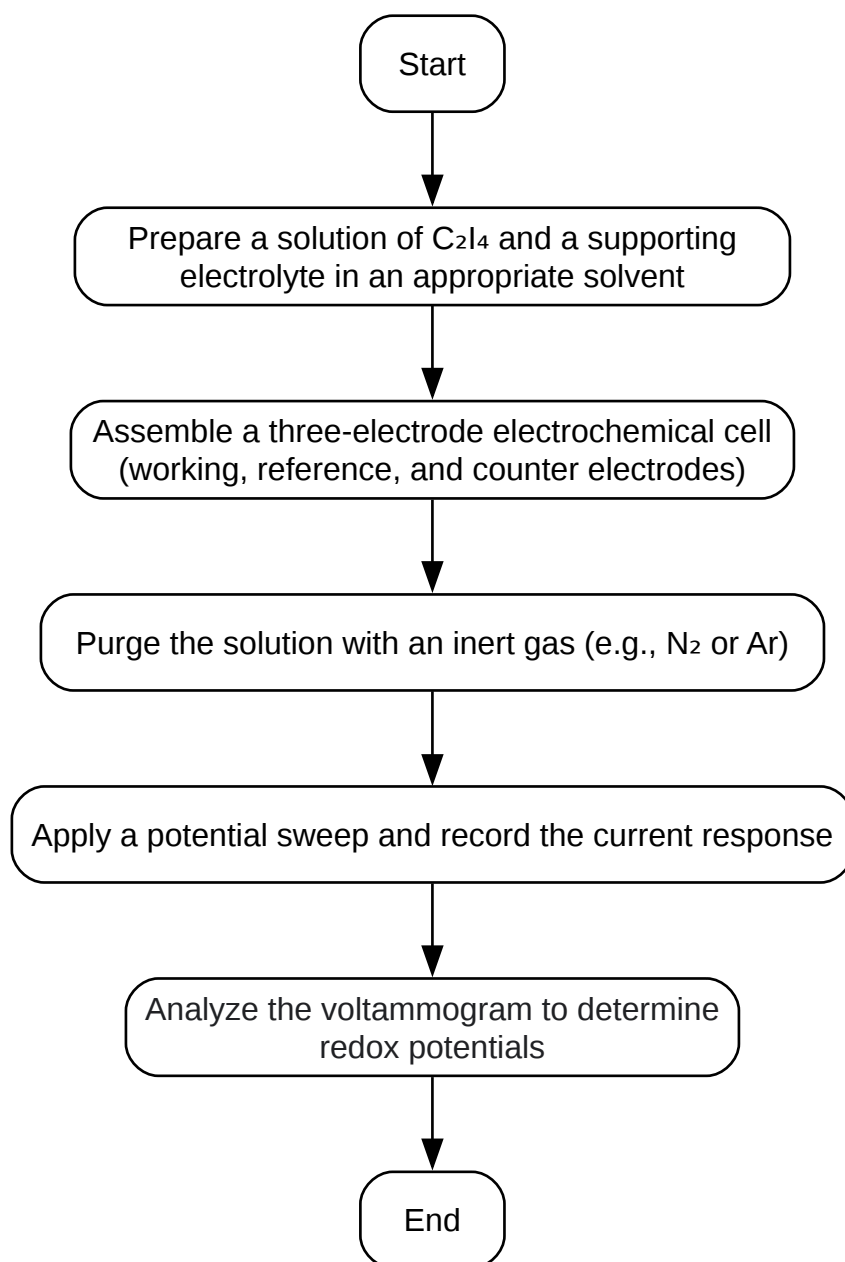 Start
Prepare a solution of C₂I₄ and a supporting
electrolyte in an appropriate solvent
Assemble a three-electrode electrochemical cell
(working, reference, and counter electrodes)
Purge the solution with an inert gas (e.g., N₂ or Ar)
Apply a potential sweep and record the current response
Analyze the voltammogram to determine
redox potentials
End